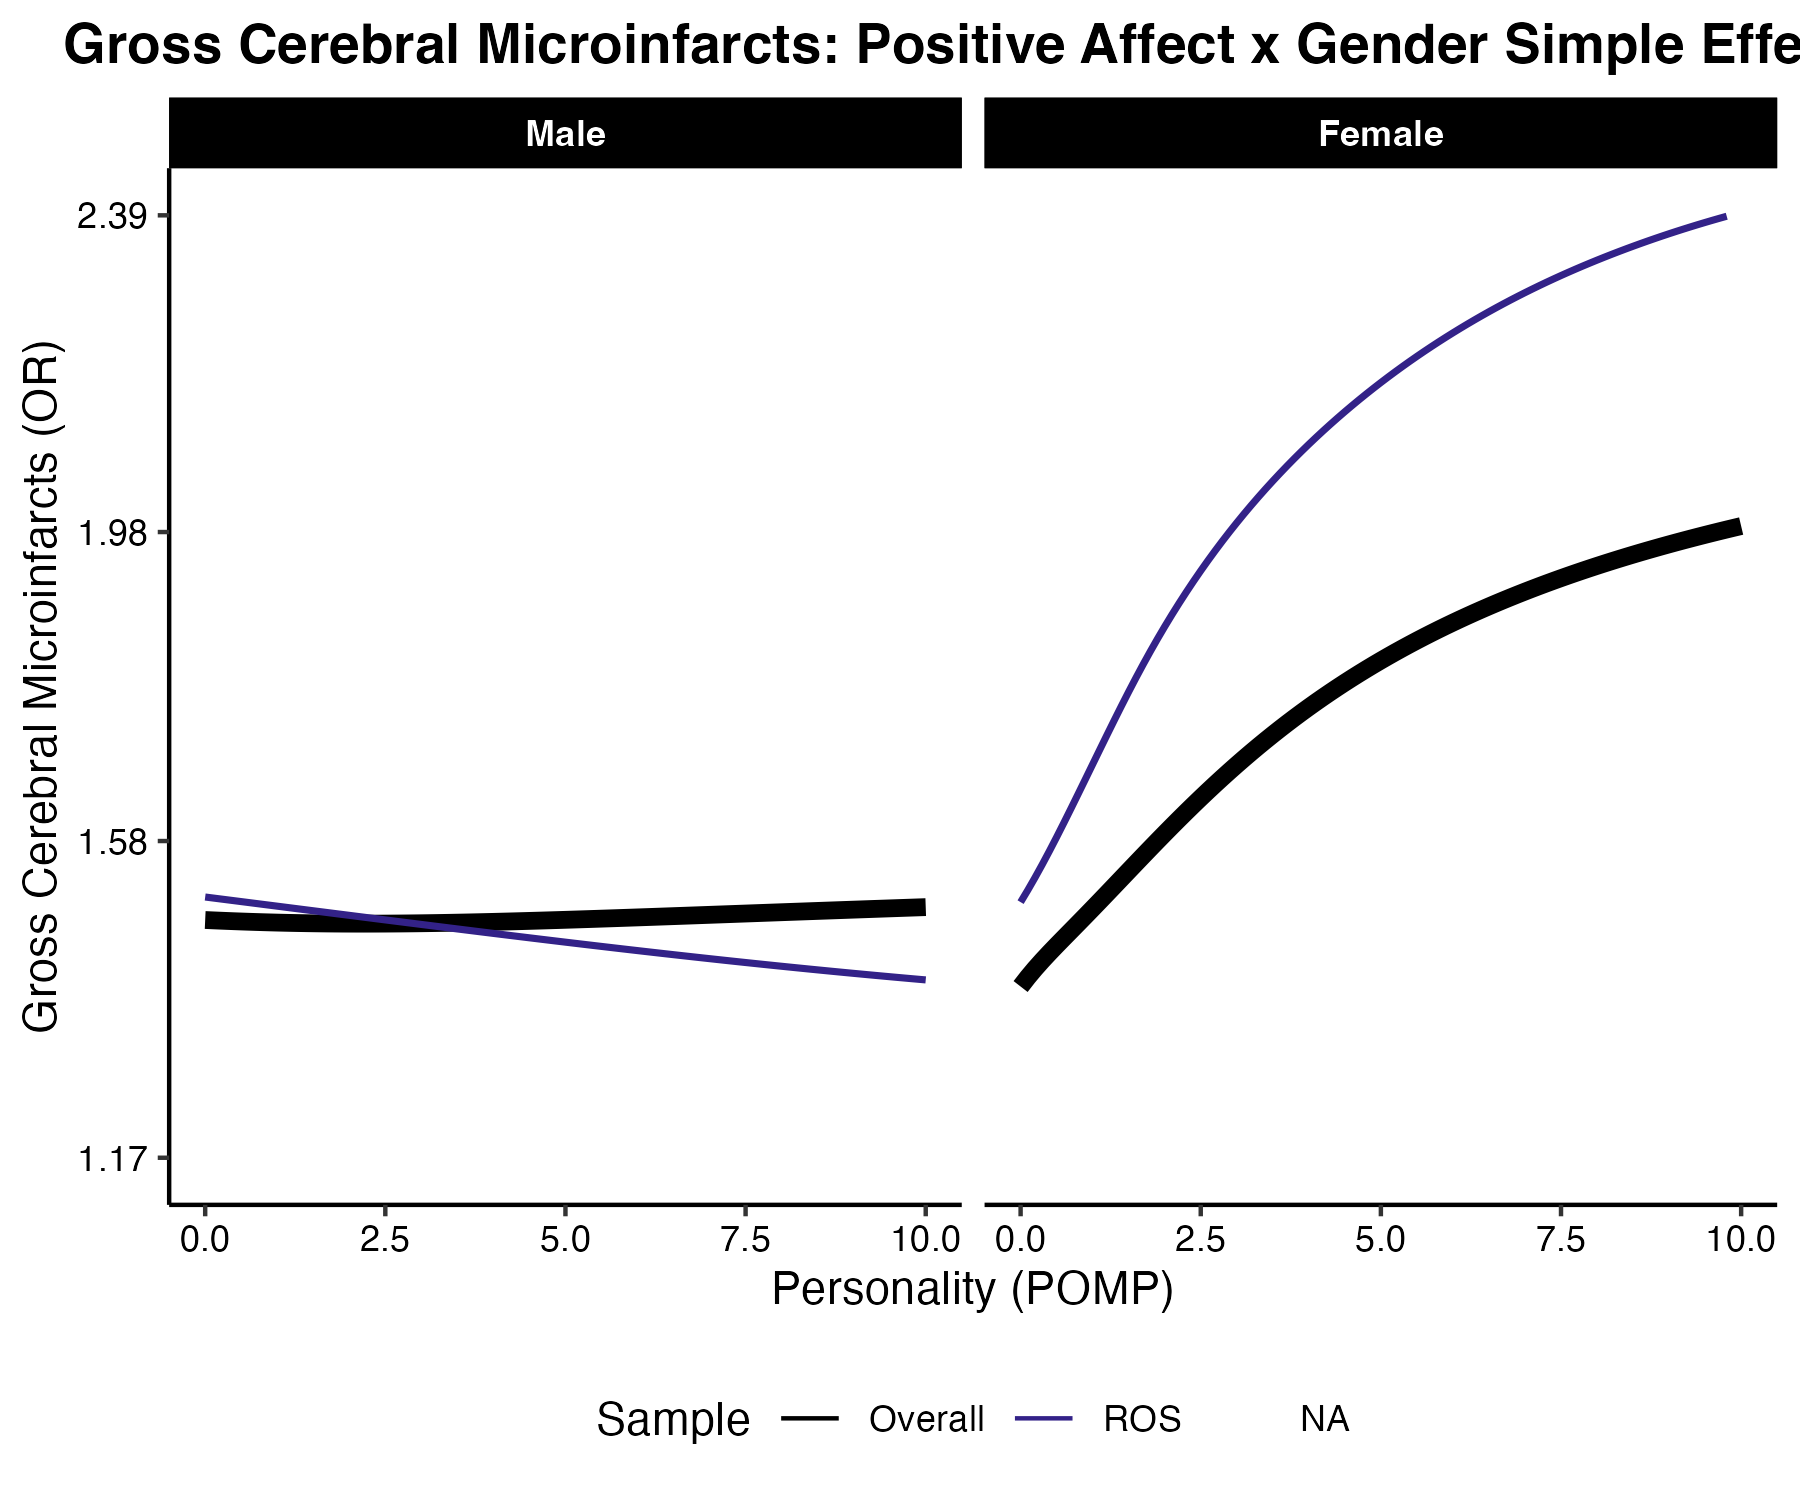 Gross Cerebral Microinfarcts: Positive Affect x Gender Simple Effe
Male
Female
Gross Cerebral Microinfarcts (OR)
2.39
1.98
1.58
1.17
0.0 2.5 5.0 7.5 10.0
0.0 2.5 5.0 7.5 10.0
Personality (POMP)
Sample Overall ROS NA